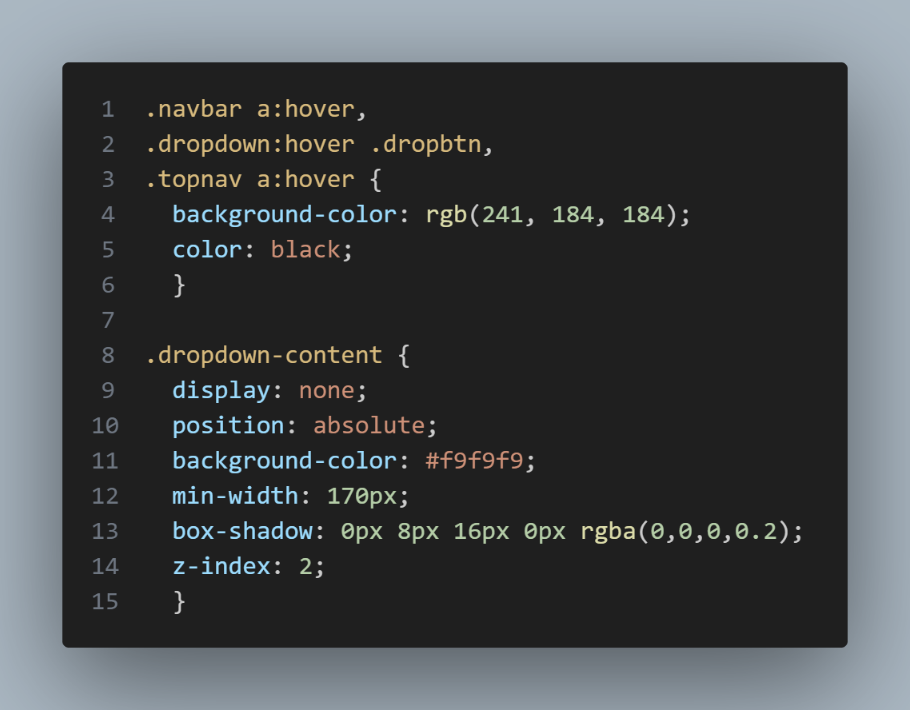 1 .navbar a:hover,
2 .dropdown:hover .dropbtn,
3 .topnav a:hover {
4 background-color: rgb(241, 184, 184);
5 color: black;
6 }
7
8 .dropdown-content {
9 display: none;
10 position: absolute;
11 background-color: #f9f9f9;
12 min-width: 170px;
13 box-shadow: 0px 8px 16px 0px rgba(0,0,0,0.2);
14 z-index: 2;
15 }